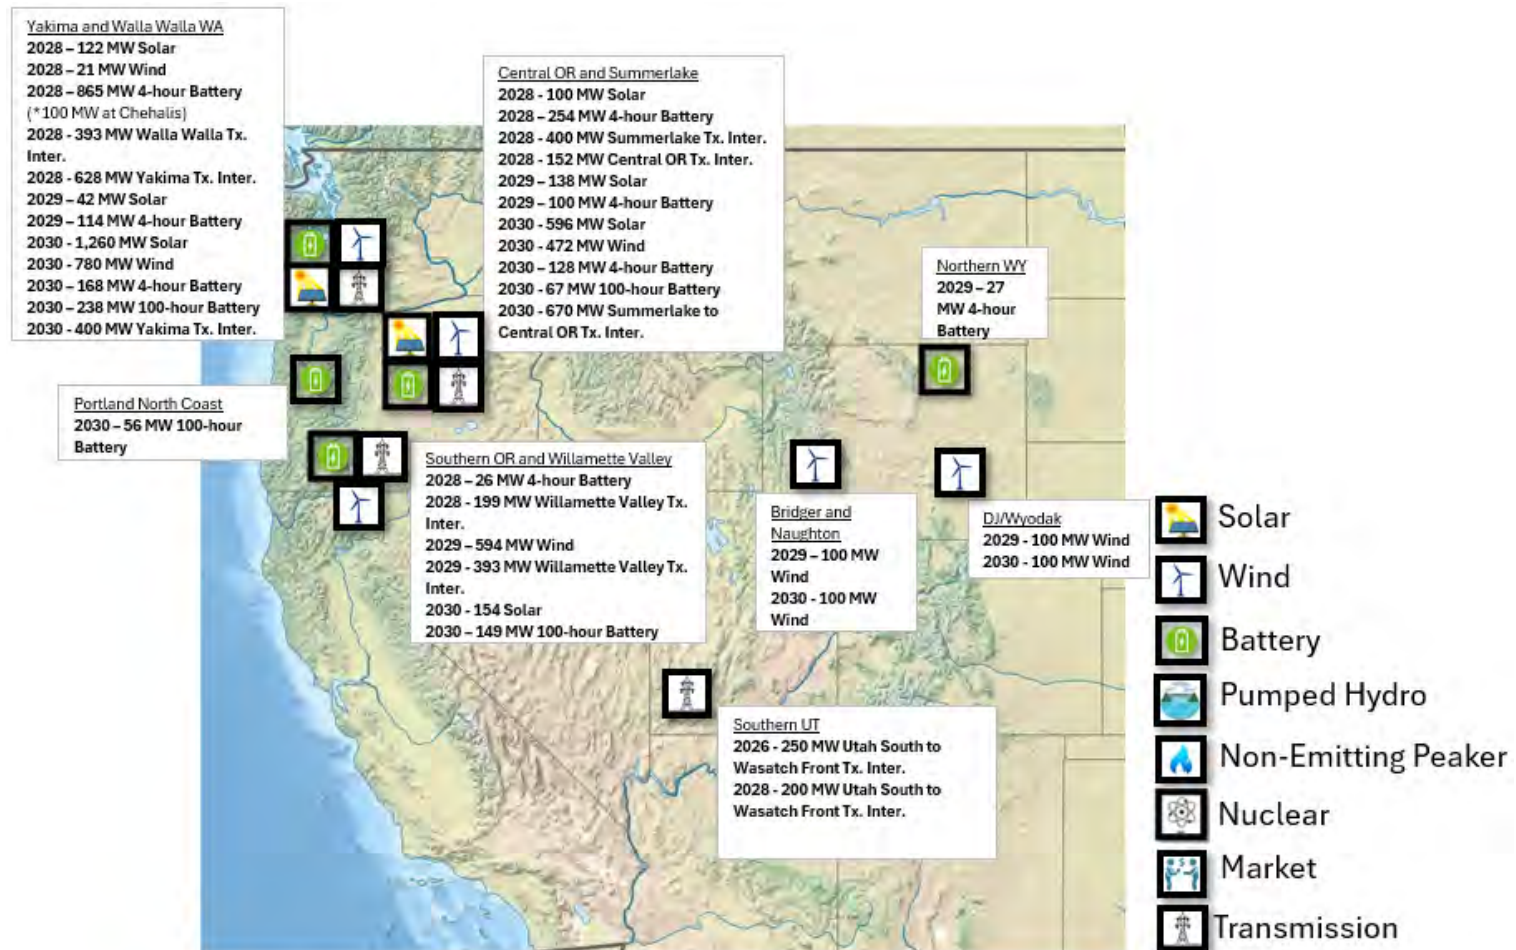 Yakima and Walla Walla WA
2028 – 122 MW Solar
2028 – 21 MW Wind
2028 – 865 MW 4-hour Battery
(*100 MW at Chehalis)
2028 - 393 MW Walla Walla Tx.
Inter.
2028 - 628 MW Yakima Tx. Inter.
2029 – 42 MW Solar
2029 – 114 MW 4-hour Battery
2030 - 1,260 MW Solar
2030 - 780 MW Wind
2030 – 168 MW 4-hour Battery
2030 – 238 MW 100-hour Battery
2030 - 400 MW Yakima Tx. Inter.
Central OR and Summerlake
2028 - 100 MW Solar
2028 – 254 MW 4-hour Battery
2028 - 400 MW Summerlake Tx. Inter.
2028 - 152 MW Central OR Tx. Inter.
2029 – 138 MW Solar
2029 – 100 MW 4-hour Battery
2030 - 596 MW Solar
2030 - 472 MW Wind
2030 – 128 MW 4-hour Battery
2030 - 67 MW 100-hour Battery
2030 - 670 MW Summerlake to
Central OR Tx. Inter.
Northern WY
2029 – 27
MW 4-hour
Battery
Portland North Coast
2030 – 56 MW 100-hour
Battery
Southern OR and Willamette Valley
2028 – 26 MW 4-hour Battery
2028 - 199 MW Willamette Valley Tx.
Inter.
2029 – 594 MW Wind
2029 - 393 MW Willamette Valley Tx.
Inter.
2030 - 154 Solar
2030 – 149 MW 100-hour Battery
Bridger and
Naughton
2029 – 100 MW
Wind
2030 - 100 MW
Wind
DJ/Wyodak
2029 - 100 MW Wind
2030 - 100 MW Wind
Southern UT
2026 - 250 MW Utah South to
Wasatch Front Tx. Inter.
2028 - 200 MW Utah South to
Wasatch Front Tx. Inter.
Solar
Wind
Battery
Pumped Hydro
Non-Emitting Peaker
Nuclear
Market
Transmission